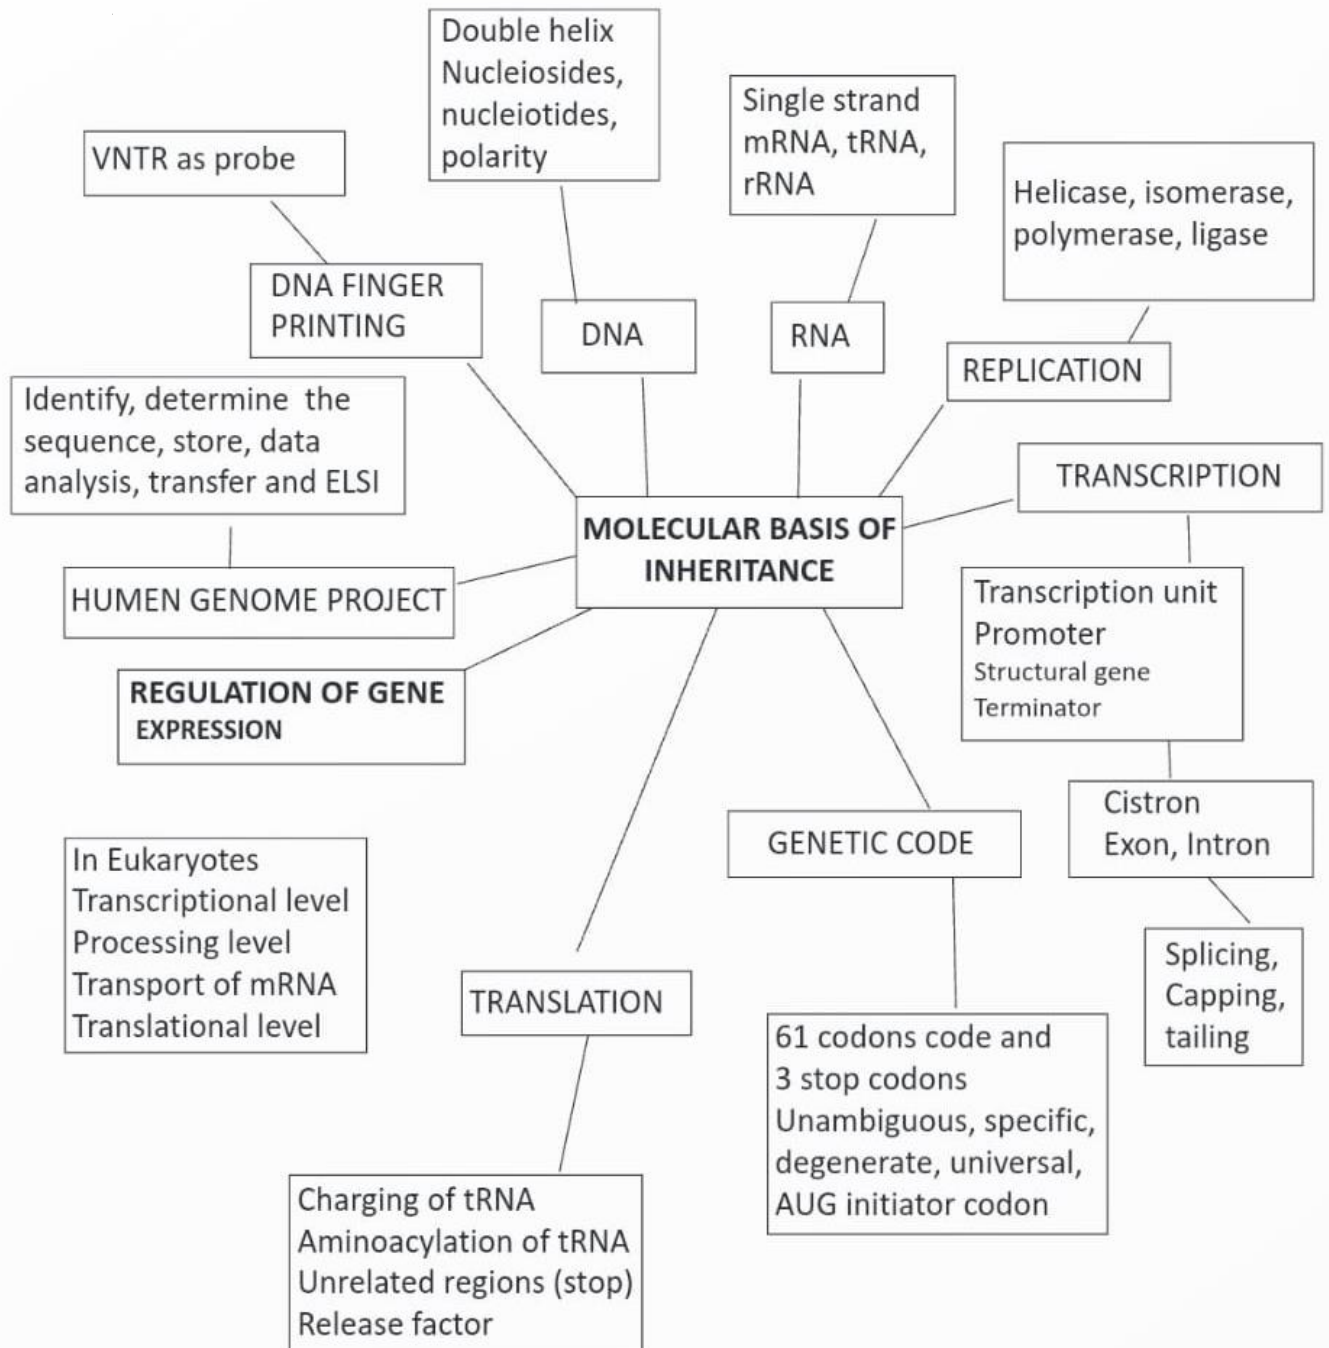 Double helix
Nucleiosides,
nucleiotides,
polarity
Single strand
mRNA, tRNA,
rRNA
VNTR as probe
Helicase, isomerase,
polymerase, ligase
DNA FINGER
PRINTING
DNA
RNA
REPLICATION
Identify, determine the
sequence, store, data
analysis, transfer and ELSI
TRANSCRIPTION
MOLECULAR BASIS OF
INHERITANCE
HUMEN GENOME PROJECT
Transcription unit
Promoter
Structural gene
Terminator
REGULATION OF GENE
EXPRESSION
Cistron
Exon, Intron
GENETIC CODE
In Eukaryotes
Transcriptional level
Processing level
Transport of mRNA
Translational level
Splicing,
Capping,
tailing
TRANSLATION
61 codons code and
3 stop codons
Unambiguous, specific,
degenerate, universal,
AUG initiator codon
Charging of tRNA
Aminoacylation of tRNA
Unrelated regions (stop)
Release factor